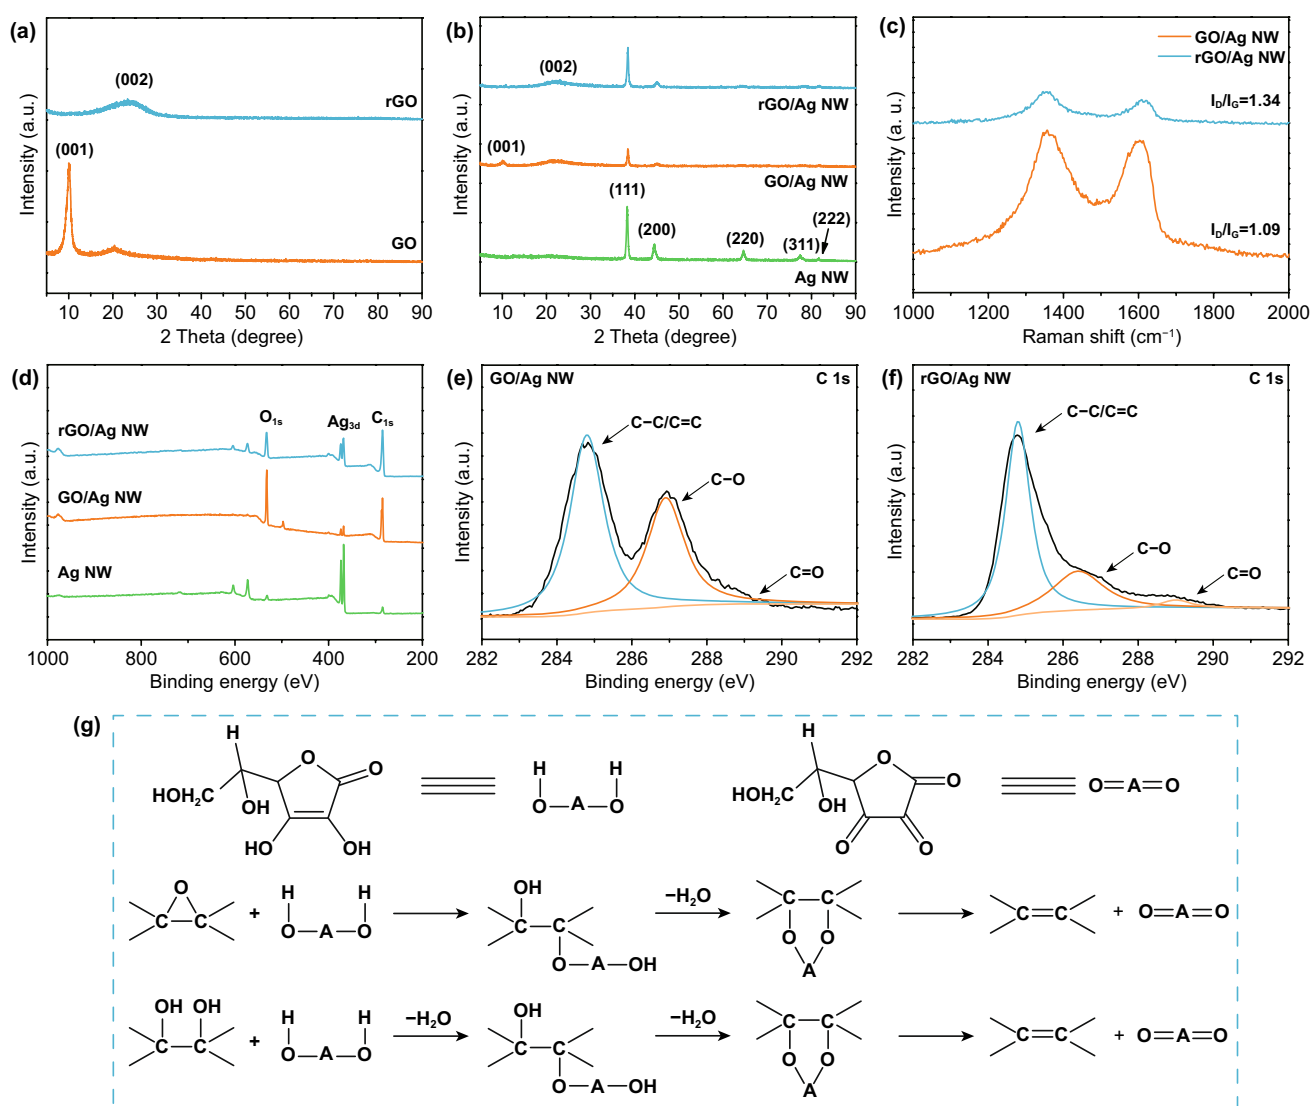 (a)
(002)
rGO
(001)
GO
Intensity (a.u.)
10 20 30 40 50 60 70 80 90
2 Theta (degree)
(b)
(002)
rGO/Ag NW
(001)
GO/Ag NW
(111)
(200)
(220)
(311)
(222)
Ag NW
Intensity (a.u.)
10 20 30 40 50 60 70 80 90
2 Theta (degree)
(c)
GO/Ag NW
rGO/Ag NW
I_D/I_G=1.34
I_D/I_G=1.09
Intensity (a. u.)
1000 1200 1400 1600 1800 2000
Raman shift (cm⁻¹)
(d)
O₁ₛ
Ag₃d
C₁ₛ
rGO/Ag NW
GO/Ag NW
Ag NW
Intensity (a.u.)
1000 800 600 400 200
Binding energy (eV)
(e)
GO/Ag NW
C 1s
C−C/C=C
C−O
C=O
Intensity (a.u.)
282 284 286 288 290 292
Binding energy (eV)
(f)
rGO/Ag NW
C 1s
C−C/C=C
C−O
C=O
Intensity (a.u)
282 284 286 288 290 292
Binding energy (eV)
(g)
H
O
O
HOH₂C
OH
HO
OH
H H
O—A—O
H
O
O
HOH₂C
OH
O
O
O=A=O
O
C C
+
H H
O—A—O
OH
C—C
O—A—OH
−H₂O
C—C
O O
A
C=C
+
O=A=O
OH OH
C—C
+
H H
O—A—O
−H₂O
OH
C—C
O—A—OH
−H₂O
C—C
O O
A
C=C
+
O=A=O